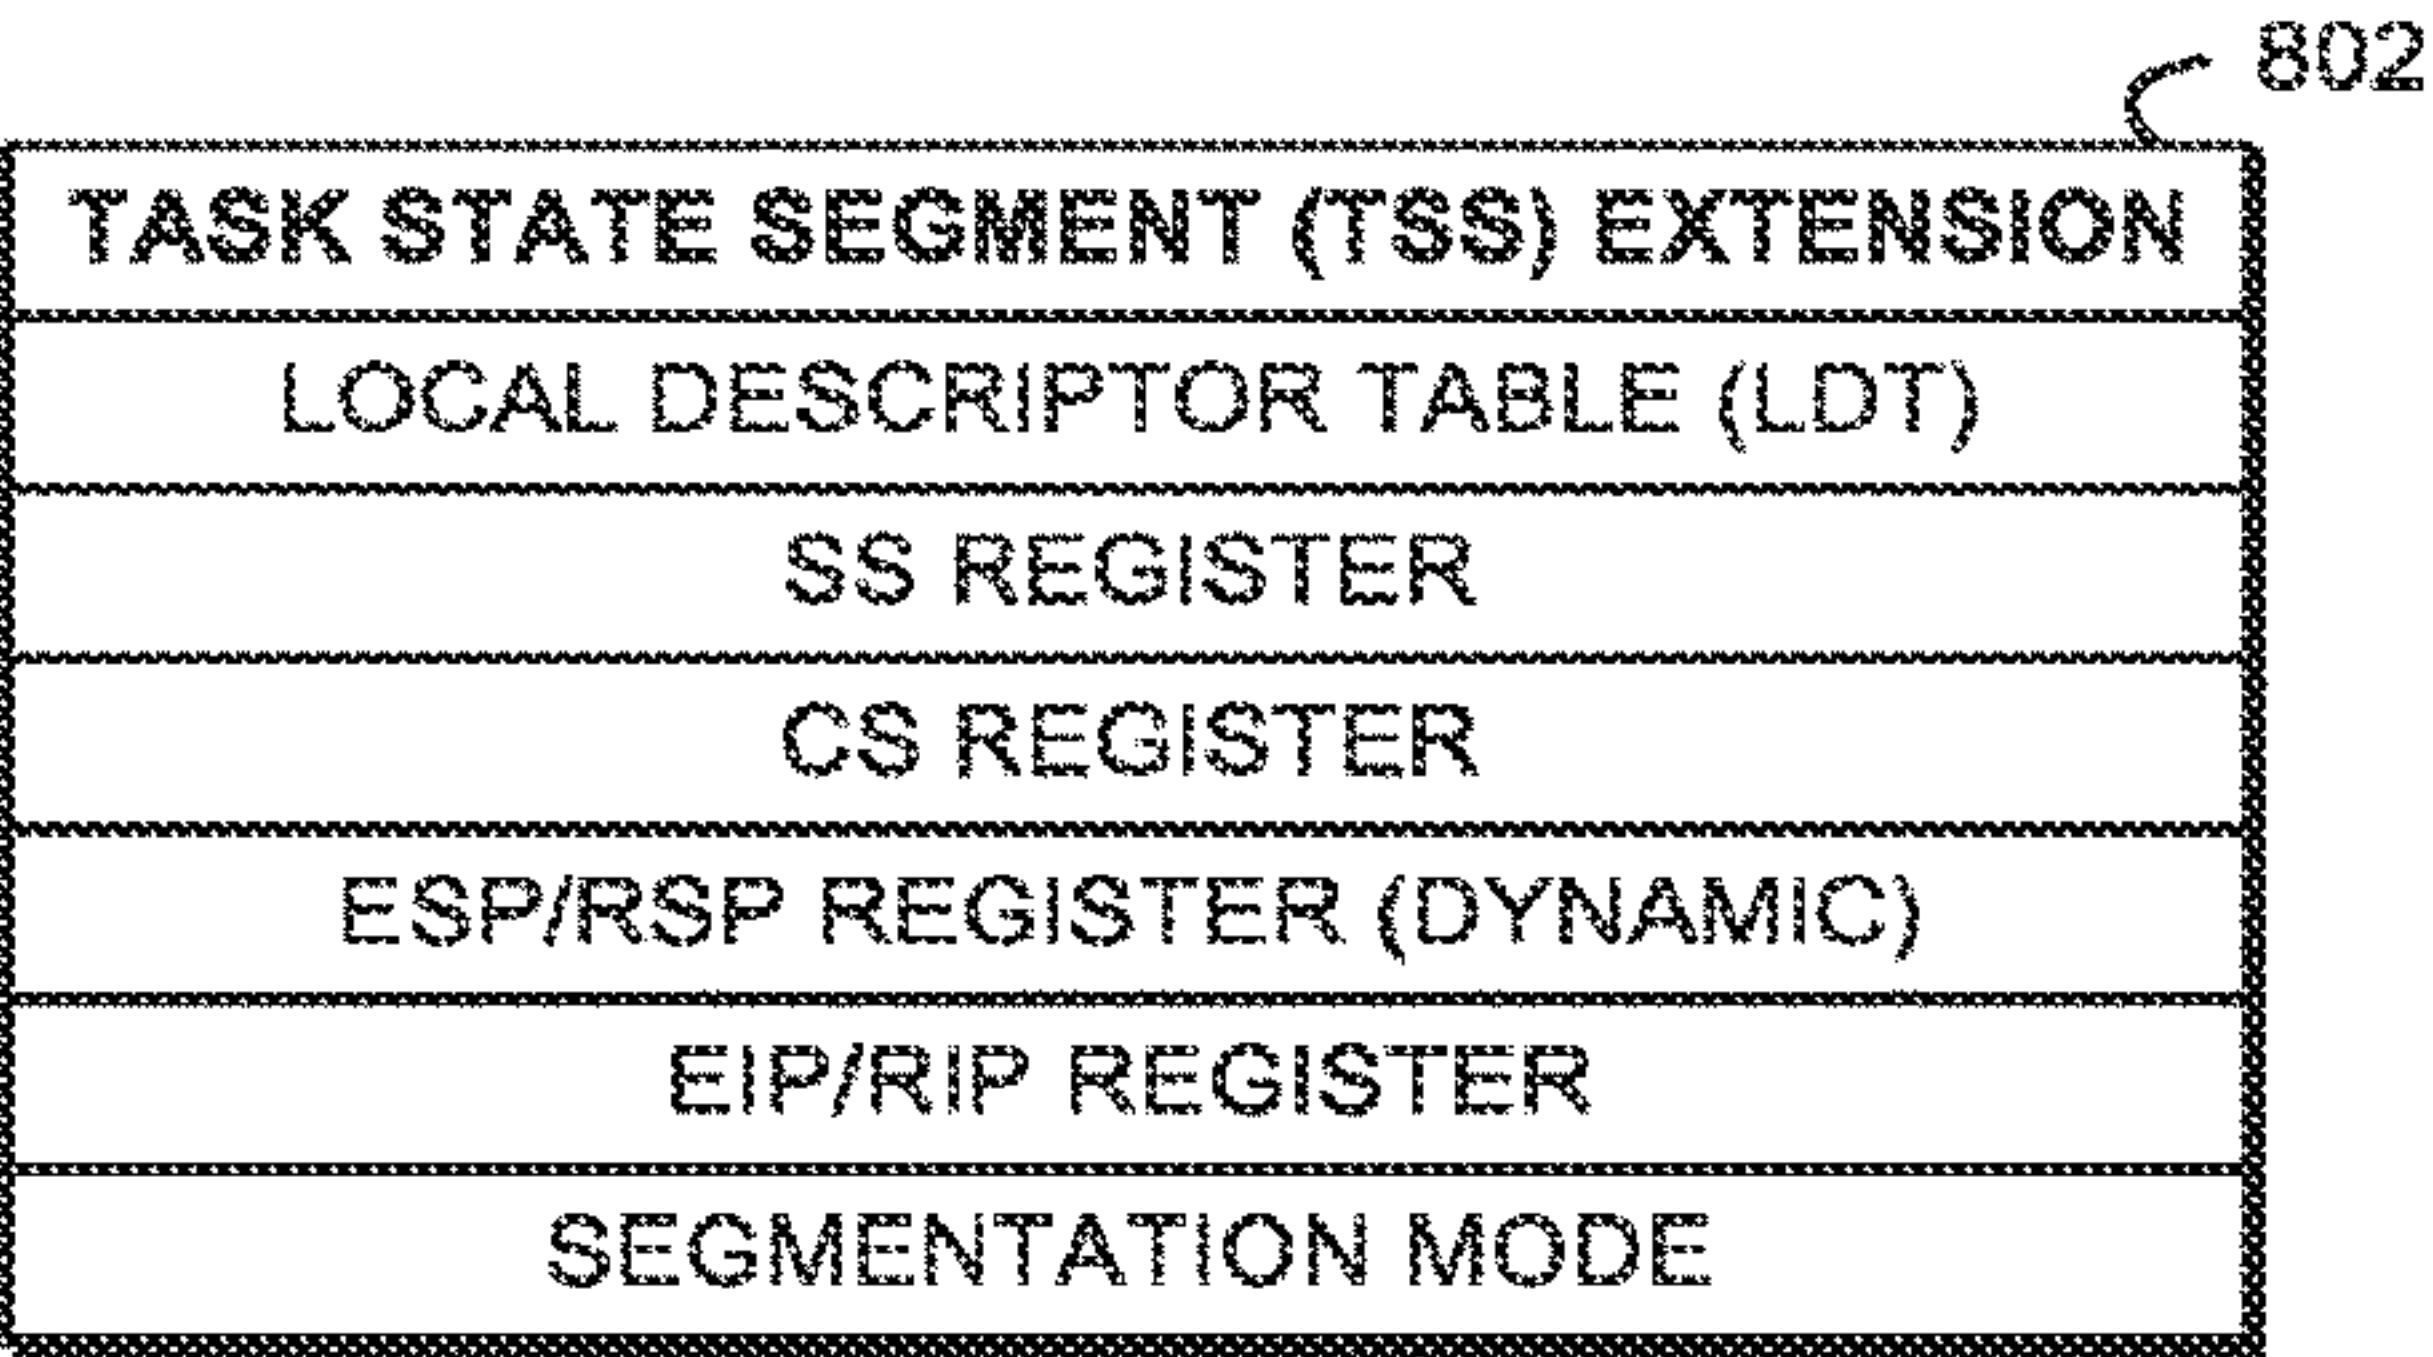 802
TASK STATE SEGMENT (TSS) EXTENSION
LOCAL DESCRIPTOR TABLE (LDT)
SS REGISTER
CS REGISTER
ESP/RSP REGISTER (DYNAMIC)
EIP/RIP REGISTER
SEGMENTATION MODE